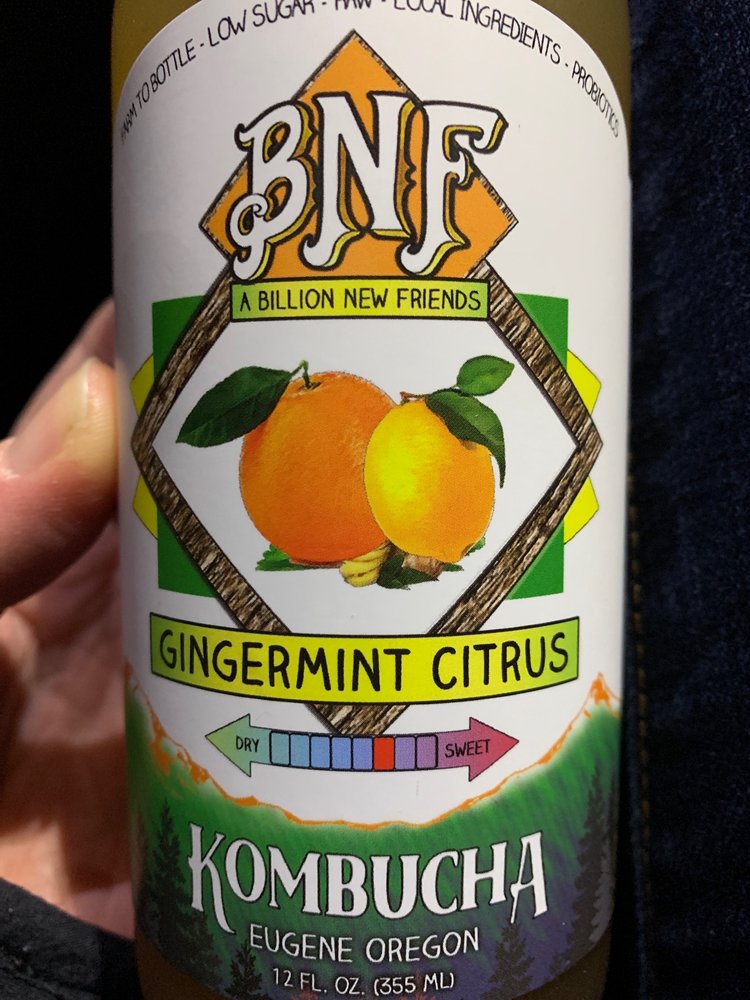 FARM TO BOTTLE - LOW SUGAR - RAW - LOCAL INGREDIENTS - PROBIOTICS
BNF
A BILLION NEW FRIENDS
GINGERMINT CITRUS
DRY SWEET
KOMBUCHA
EUGENE OREGON
12 FL. OZ. (355 ML)